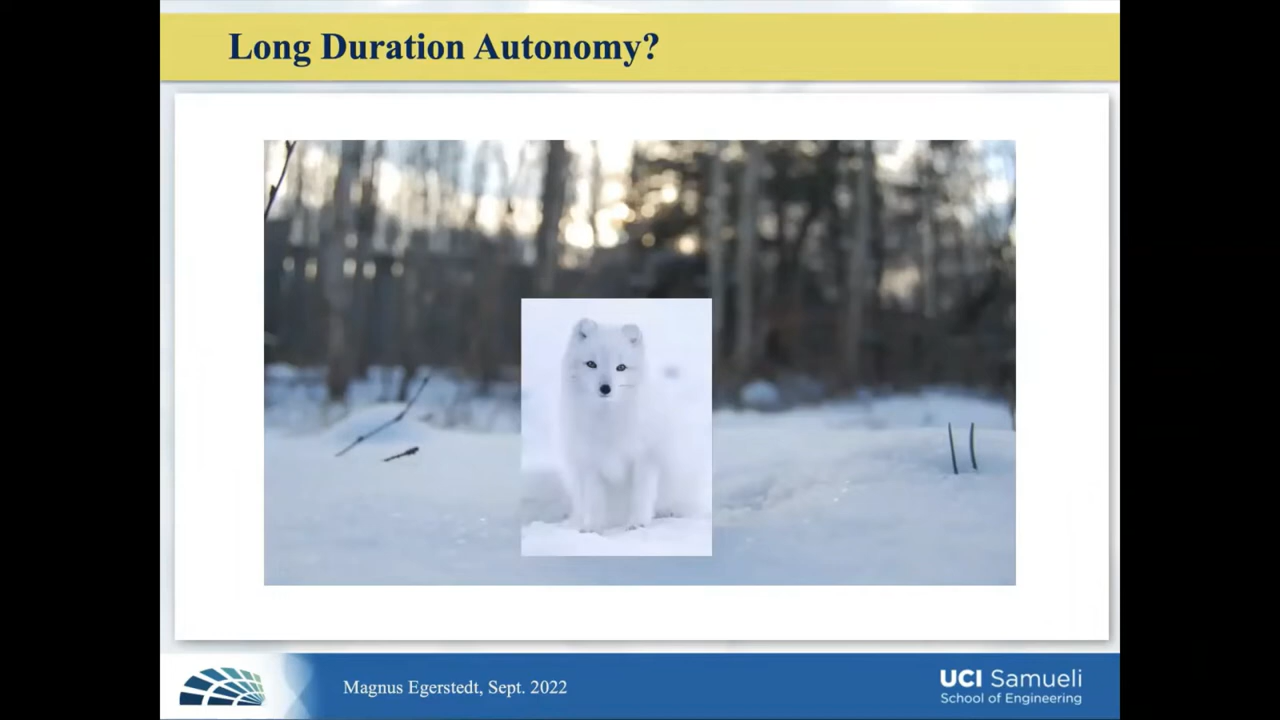 Long Duration Autonomy?
Magnus Egerstedt, Sept. 2022
UCI Samueli
School of Engineering